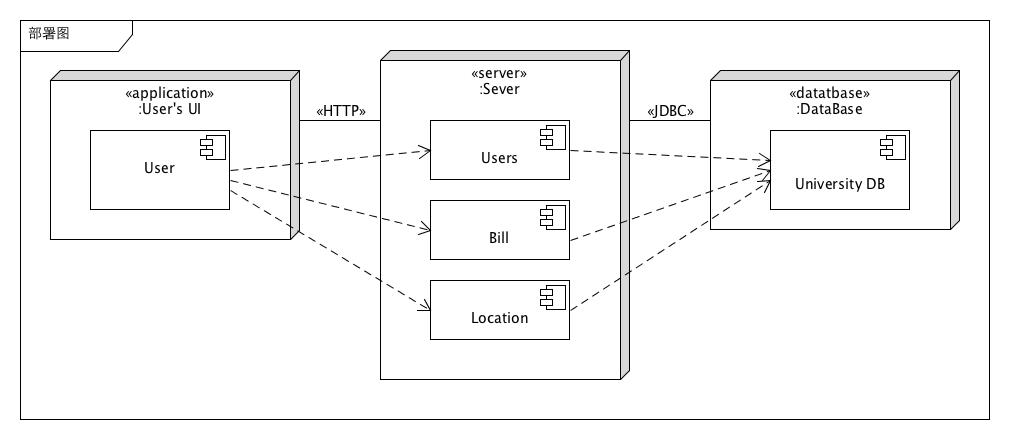 部署图
«application»
:User's UI
User
«HTTP»
«server»
:Sever
Users
Bill
Location
«JDBC»
«datatbase»
:DataBase
University DB